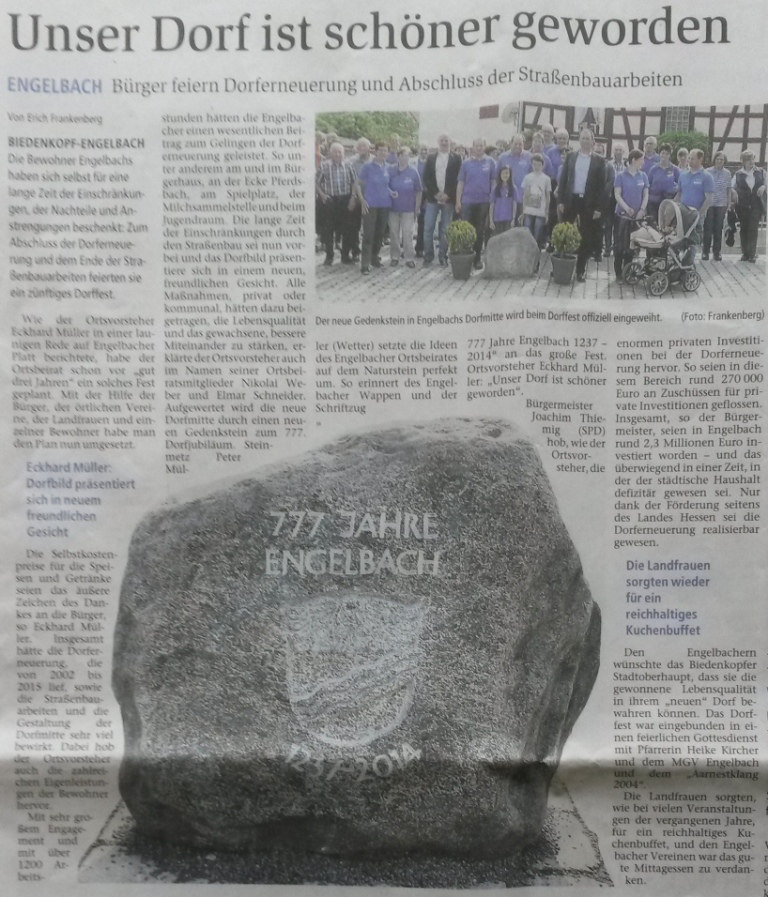 Unser Dorf ist schöner geworden
ENGELBACH Bürger feiern Dorferneuerung und Abschluss der Straßenbauarbeiten
Von Erich Frankenberg
BIEDENKOPF-ENGELBACH
Die Bewohner Engelbachs
haben sich selbst für eine
lange Zeit der Einschränkun-
gen, der Nachteile und An-
strengungen beschenkt: Zum
Abschluss der Dorferneue-
rung und dem Ende der Stra-
ßenbauarbeiten feierten sie
ein zünftiges Dorffest.
Wie der Ortsvorsteher
Eckhard Müller in einer lau-
nigen Rede auf Engelbacher
Platt berichtete, habe der
Ortsbeirat schon vor „gut
drei Jahren“ ein solches Fest
geplant. Mit der Hilfe der
Bürger, der örtlichen Verei-
ne, der Landfrauen und ein-
zelner Bewohner habe man
den Plan nun umgesetzt.
Eckhard Müller:
Dorfbild präsentiert
sich in neuem
freundlichen
Gesicht
Die Selbstkosten-
preise für die Spei-
sen und Getränke
seien das äußere
Zeichen des Dan-
kes an die Bürger,
so Eckhard Mül-
ler. Insgesamt
hätte die Dorfer-
neuerung, die
von 2002 bis
2015 lief, sowie
die Straßenbau-
arbeiten und die
Gestaltung der
Dorfmitte sehr viel
bewirkt. Dabei hob
der Ortsvorsteher
auch die zahlrei-
chen Eigenleistun-
gen der Bewohner
hervor.
Mit sehr gro-
ßem Engage-
ment und
mit über
1200 Ar-
beits-
stunden hätten die Engelba-
cher einen wesentlichen Bei-
trag zum Gelingen der Dorf-
erneuerung geleistet. So un-
ter anderem am und im Bür-
gerhaus, an der Ecke Pferds-
bach, am Spielplatz, der
Milchsammelstelle und beim
Jugendraum. Die lange Zeit
der Einschränkungen durch
den Straßenbau sei nun vor-
bei und das Dorfbild präsen-
tiere sich in einem neuen,
freundlichen Gesicht. Alle
Maßnahmen, privat oder
kommunal, hätten dazu bei-
getragen, die Lebensqualität
und das gewachsene, bessere
Miteinander zu stärken, er-
klärte der Ortsvorsteher auch
im Namen seiner Ortsbei-
ratsmitglieder Nikolai We-
ber und Elmar Schneider.
Aufgewertet wird die neue
Dorfmitte durch einen neu-
en Gedenkstein zum 777.
Dorfjubiläum. Stein-
metz Peter
Mül-
Der neue Gedenkstein in Engelbachs Dorfmitte wird beim Dorffest offiziell eingeweiht. (Foto: Frankenberg)
ler (Wetter) setzte die Ideen
des Engelbacher Ortsbeirates
auf dem Naturstein perfekt
um. So erinnert das Engel-
bacher Wappen und der
Schriftzug
„
777 Jahre Engelbach 1237 –
2014“ an das große Fest.
Ortsvorsteher Eckhard Mül-
ler: „Unser Dorf ist schöner
geworden“.
Bürgermeister
Joachim Thie-
mig (SPD)
hob, wie der
Ortsvor-
steher, die
enormen privaten Investiti-
onen bei der Dorferneue-
rung hervor. So seien in die-
sem Bereich rund 270 000
Euro an Zuschüssen für pri-
vate Investitionen geflossen.
Insgesamt, so der Bürger-
meister, seien in Engelbach
rund 2,3 Millionen Euro in-
vestiert worden – und das
überwiegend in einer Zeit, in
der der städtische Haushalt
defizitär gewesen sei. Nur
dank der Förderung seitens
des Landes Hessen sei die
Dorferneuerung realisierbar
gewesen.
Die Landfrauen
sorgten wieder
für ein
reichhaltiges
Kuchenbuffet
Den Engelbachern
wünschte das Biedenkopfer
Stadtoberhaupt, dass sie die
gewonnene Lebensqualität
in ihrem „neuen“ Dorf be-
wahren können. Das Dorf-
fest war eingebunden in ei-
nen feierlichen Gottesdienst
mit Pfarrerin Heike Kircher
und dem MGV Engelbach
und dem „Aarnestklang
2004“.
Die Landfrauen sorgten,
wie bei vielen Veranstaltun-
gen der vergangenen Jahre,
für ein reichhaltiges Ku-
chenbuffet, und den Engel-
bacher Vereinen war das gu-
te Mittagessen zu verdan-
ken.
777 JAHRE
ENGELBACH
1237-2014